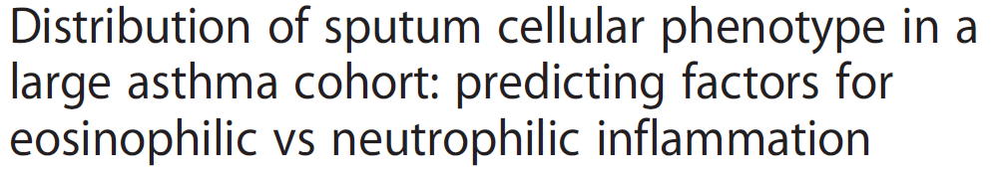 Distribution of sputum cellular phenotype in a
large asthma cohort: predicting factors for
eosinophilic vs neutrophilic inflammation